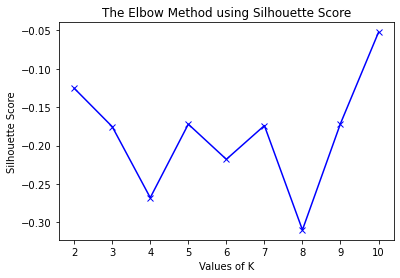 The Elbow Method using Silhouette Score
Silhouette Score
−0.05
−0.10
−0.15
−0.20
−0.25
−0.30
2 3 4 5 6 7 8 9 10
Values of K